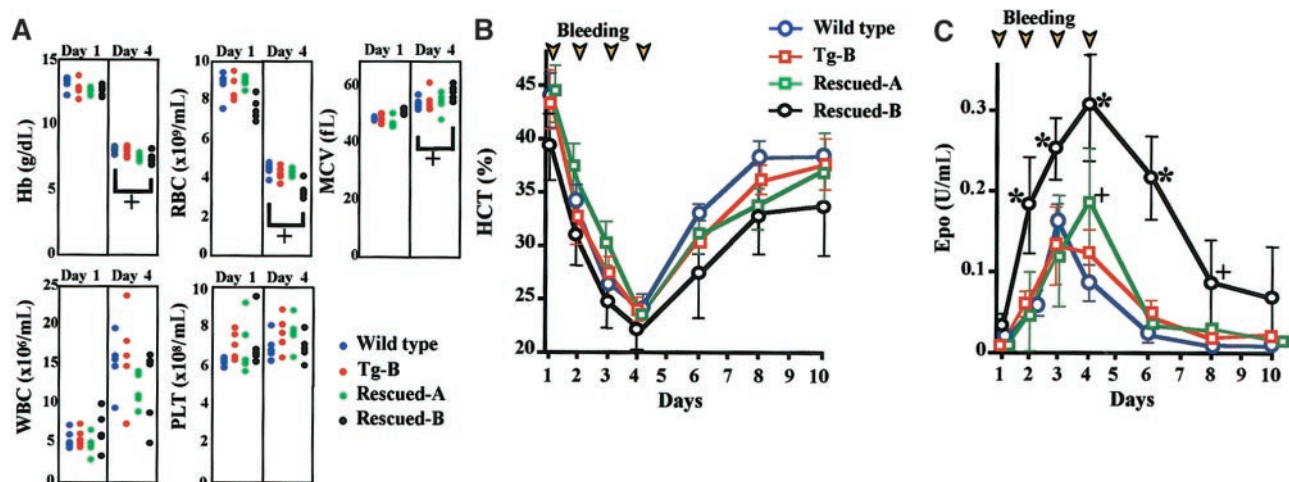 A
Day 1 Day 4
Hb (g/dL)
15
10
5
0
+
Day 1 Day 4
RBC (x10⁹/mL)
10
8
6
4
2
0
+
Day 1 Day 4
MCV (fL)
60
40
20
0
+
Day 1 Day 4
WBC (x10⁶/mL)
25
20
15
10
5
0
Day 1 Day 4
PLT (x10⁸/mL)
10
8
6
4
2
0
Wild type
Tg-B
Rescued-A
Rescued-B
B
Bleeding
Wild type
Tg-B
Rescued-A
Rescued-B
HCT (%)
45
40
35
30
25
20
1 2 3 4 5 6 7 8 9 10
Days
C
Bleeding
Epo (U/mL)
0.3
0.2
0.1
0
* * * *
+ +
1 2 3 4 5 6 7 8 9 10
Days